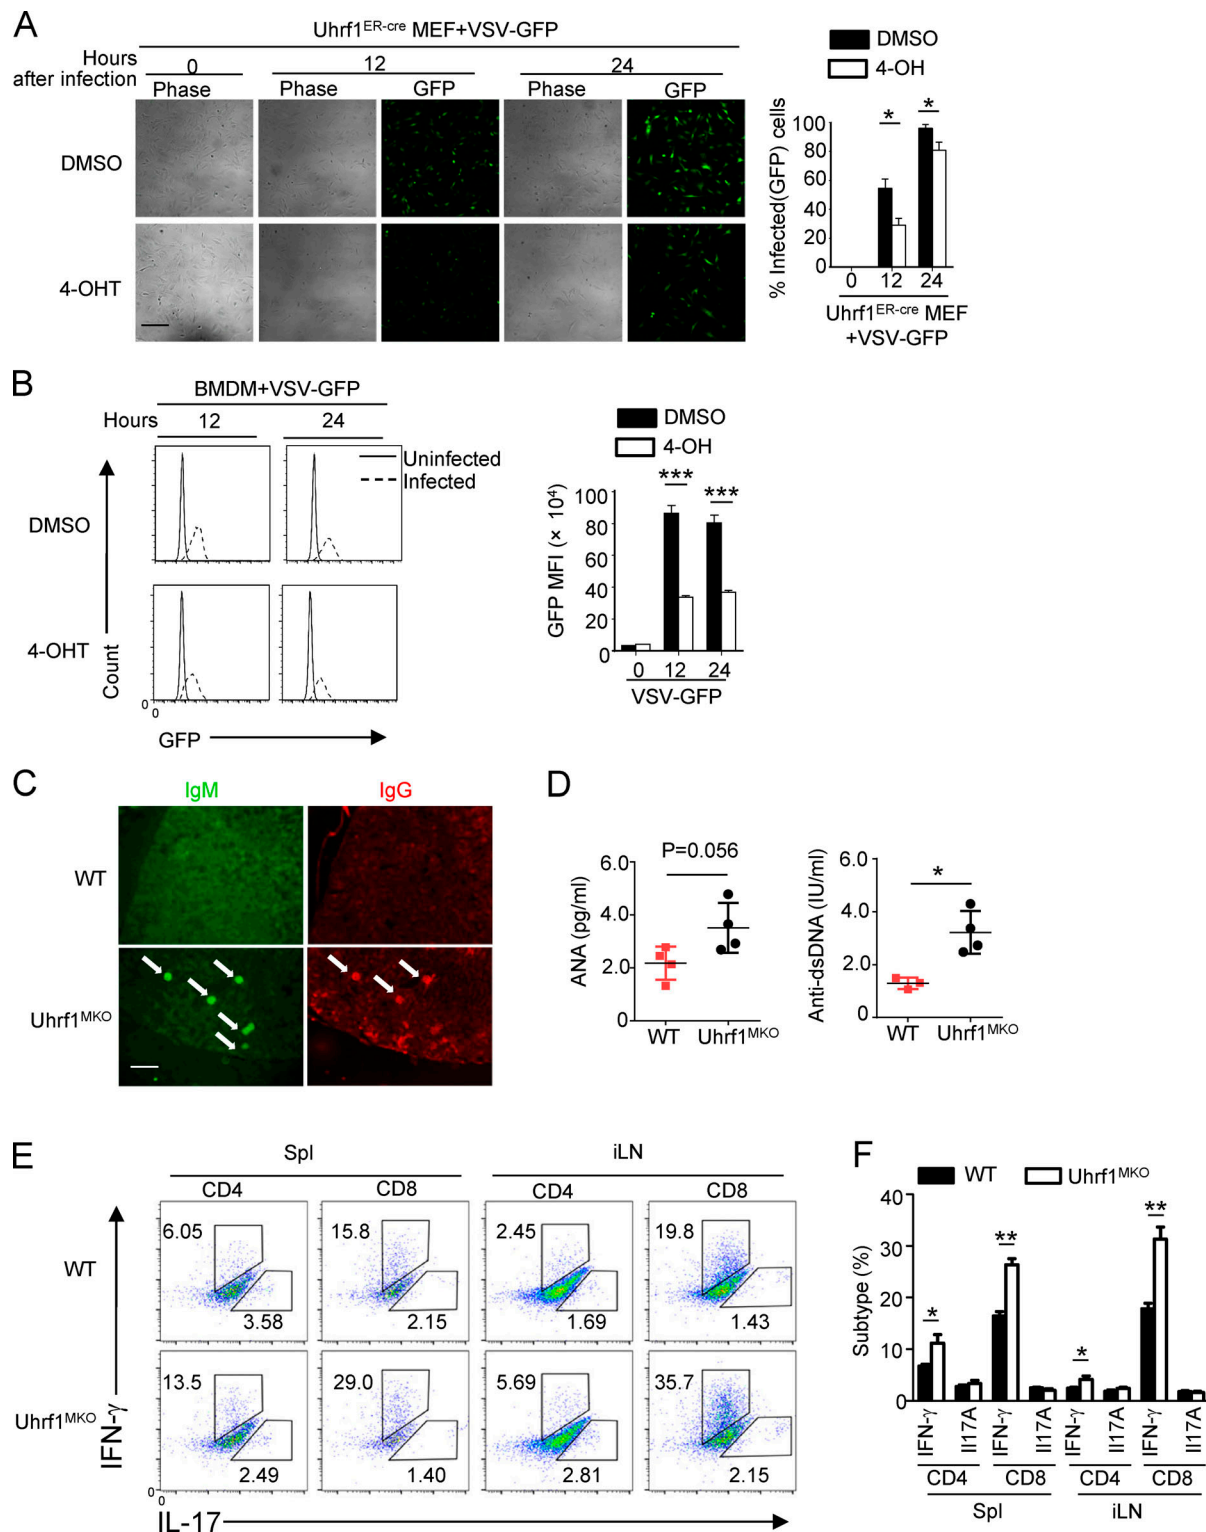 A
Uhrf1ER-cre MEF+VSV-GFP
Hours after infection
0 12 24
Phase Phase GFP Phase GFP
DMSO
4-OHT
DMSO
4-OH
% Infected(GFP) cells
100
80
60
40
20
0
* *
0 12 24
Uhrf1ER-cre MEF
+VSV-GFP
B
BMDM+VSV-GFP
Hours 12 24
Uninfected
Infected
DMSO
4-OHT
Count
0
0
GFP
DMSO
4-OH
GFP MFI (× 10⁴)
100
80
60
40
20
0
*** ***
0 12 24
VSV-GFP
C
IgM IgG
WT
Uhrf1MKO
D
P=0.056
ANA (pg/ml)
6.0
4.0
2.0
0
WT Uhrf1MKO
*
Anti-dsDNA (IU/ml)
6.0
4.0
2.0
0
WT Uhrf1MKO
E
Spl iLN
CD4 CD8 CD4 CD8
WT
6.05 15.8 2.45 19.8
3.58 2.15 1.69 1.43
Uhrf1MKO
13.5 29.0 5.69 35.7
2.49 1.40 2.81 2.15
IFN-γ
0
0
IL-17
F
WT Uhrf1MKO
Subtype (%)
40
30
20
10
0
* ** * **
IFN-γ Il17A IFN-γ Il17A IFN-γ Il17A IFN-γ Il17A
CD4 CD8 CD4 CD8
Spl iLN